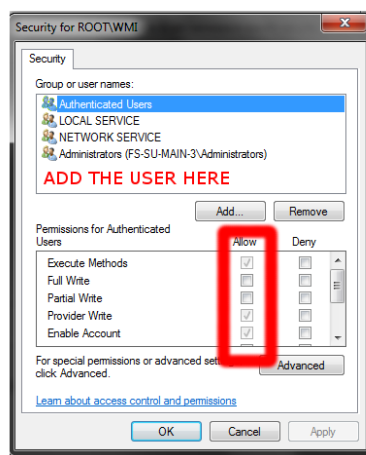 Security for ROOT\WMI
Security
Group or user names:
Authenticated Users
LOCAL SERVICE
NETWORK SERVICE
Administrators (FS-SU-MAIN-3\Administrators)
ADD THE USER HERE
Add... Remove
Permissions for Authenticated
Users Allow Deny
Execute Methods
Full Write
Partial Write
Provider Write
Enable Account
For special permissions or advanced
click Advanced.
Advanced
Learn about access control and permissions
OK Cancel Apply